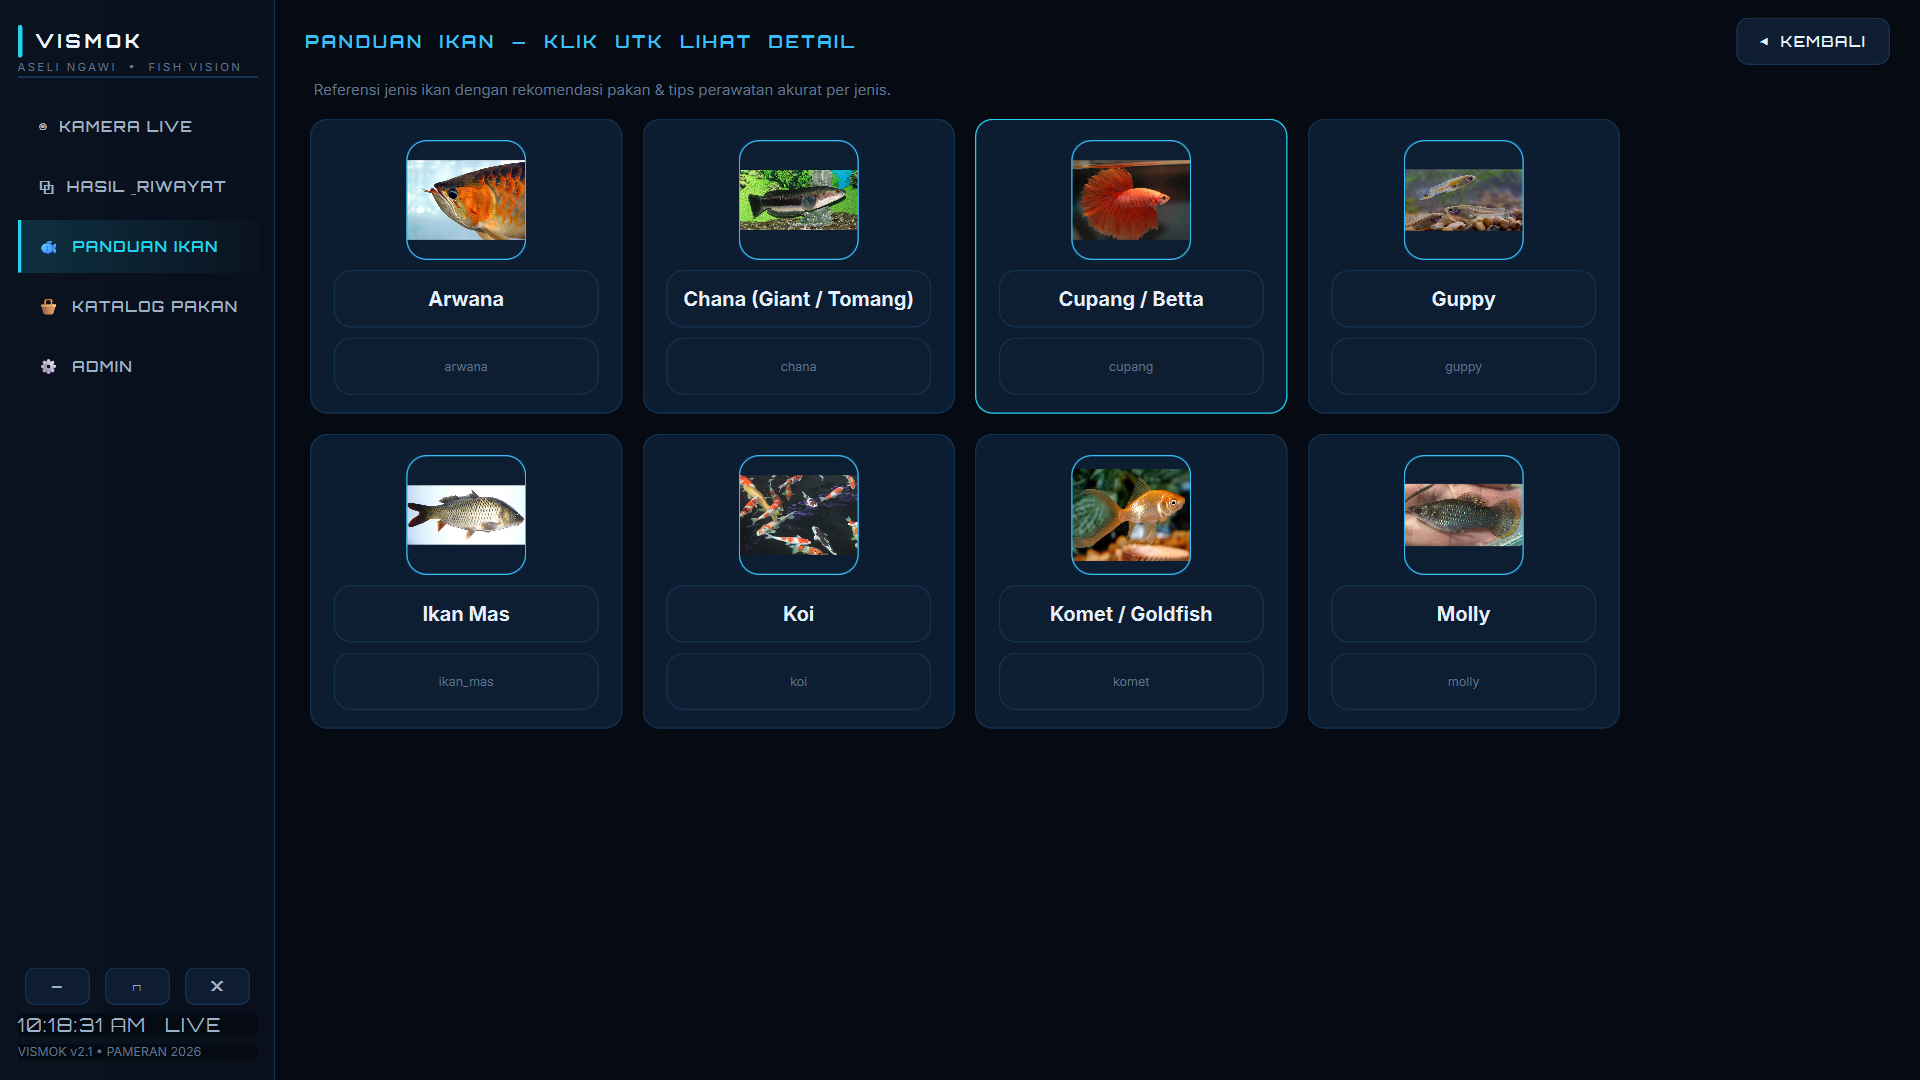 VISMOK
ASELI NGAWI • FISH VISION
KAMERA LIVE
HASIL _RIWAYAT
PANDUAN IKAN
KATALOG PAKAN
ADMIN
PANDUAN IKAN — KLIK UTK LIHAT DETAIL
◄ KEMBALI
Referensi jenis ikan dengan rekomendasi pakan & tips perawatan akurat per jenis.
Arwana
arwana
Chana (Giant / Tomang)
chana
Cupang / Betta
cupang
Guppy
guppy
Ikan Mas
ikan_mas
Koi
koi
Komet / Goldfish
komet
Molly
molly
10:18:31 AM LIVE
VISMOK v2.1 • PAMERAN 2026